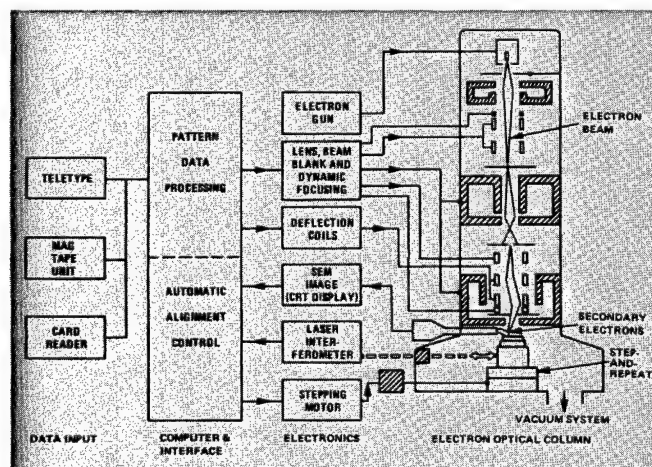 TELETYPE
MAG
TAPE
UNIT
CARD
READER
DATA INPUT
PATTERN
DATA
PROCESSING
AUTOMATIC
ALIGNMENT
CONTROL
COMPUTER &
INTERFACE
ELECTRON
GUN
LENS, BEAM
BLANK AND
DYNAMIC
FOCUSING
DEFLECTION
COILS
SEM
IMAGE
(CRT DISPLAY)
LASER
INTER-
FEROMETER
STEPPING
MOTOR
ELECTRONICS
ELECTRON
BEAM
SECONDARY
ELECTRONS
STEP-
AND-
REPEAT
VACUUM SYSTEM
ELECTRON OPTICAL COLUMN